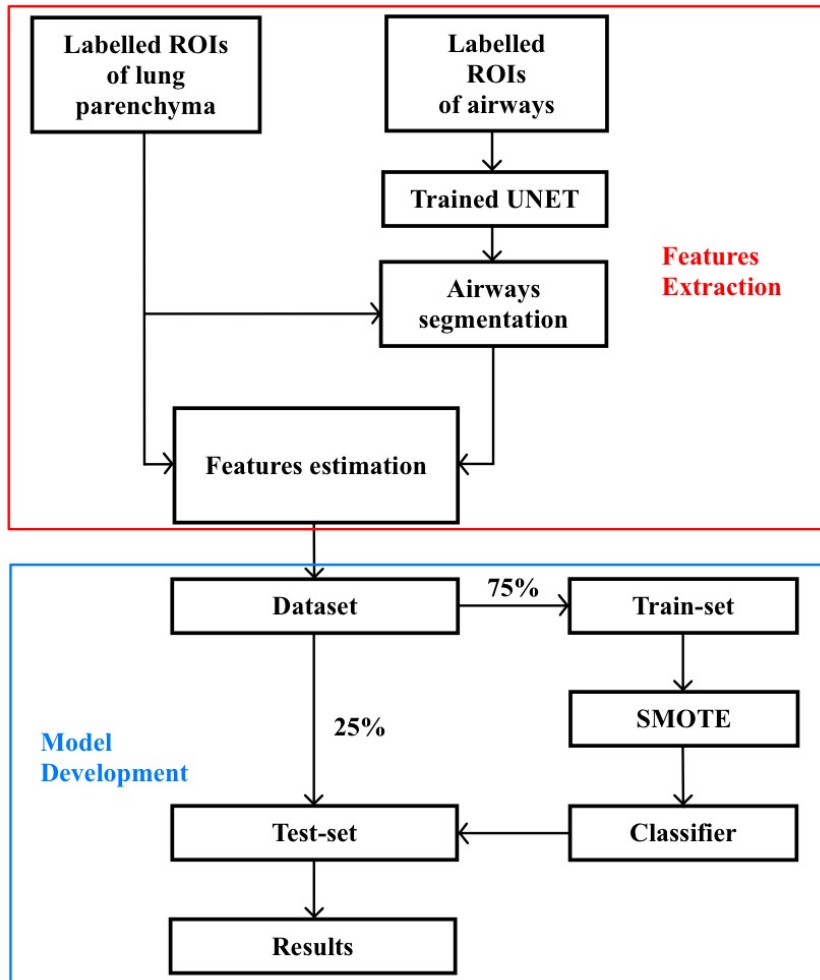 Labelled ROIs
of lung
parenchyma
Labelled
ROIs
of airways
Trained UNET
Features
Extraction
Airways
segmentation
Features estimation
Dataset
75%
Train-set
SMOTE
25%
Model
Development
Test-set
Classifier
Results